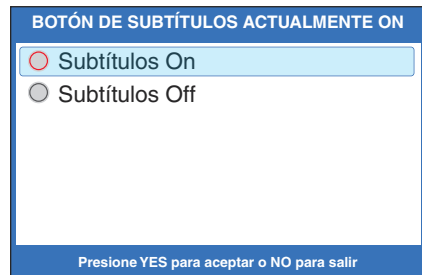 BOTÓN DE SUBTÍTULOS ACTUALMENTE ON
Subtítulos On
Subtítulos Off
Presione YES para aceptar o NO para salir